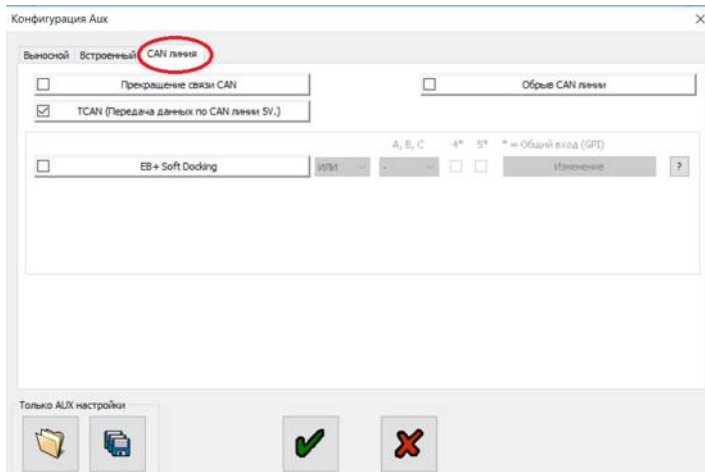 Конфигурация Aux
Выносной Встроенный CAN линия
Прекращение связи CAN Обрыв CAN линии
TCAN (Передача данных по CAN линии 5V.)
A, B, C 4* 5* * = Общий вход (GPI)
EB+ Soft Docking ИЛИ - Изменение ?
Только AUX настройки